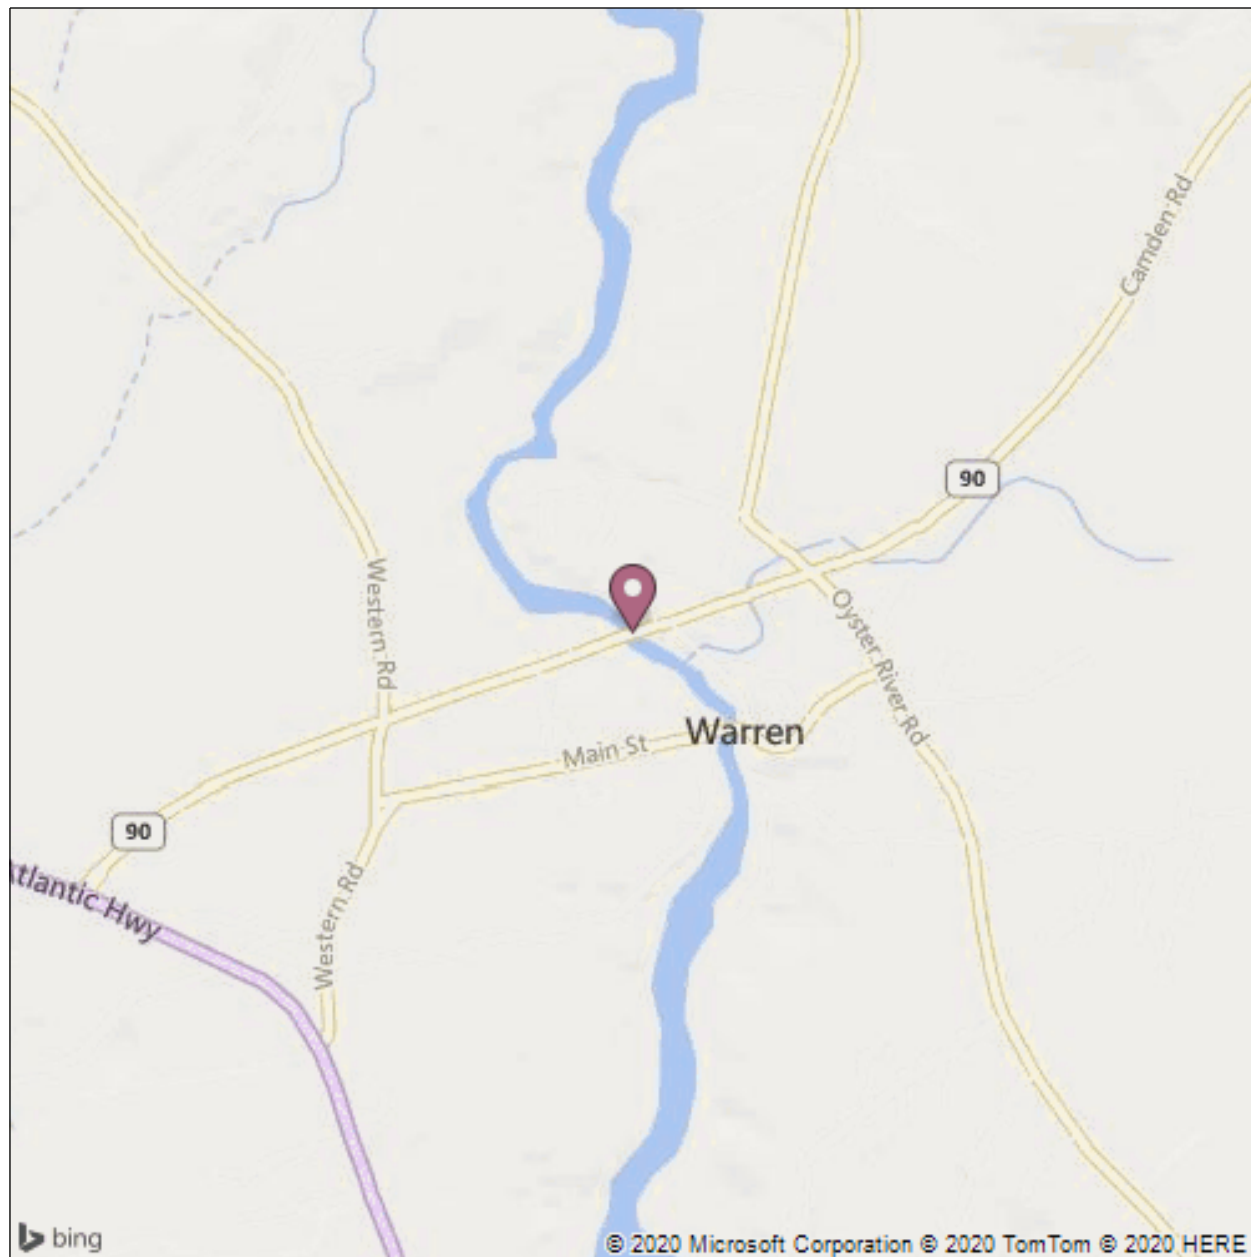 Camden Rd
90
Western Rd
Oyster River Rd
Warren
Main St
90
Western Rd
Atlantic Hwy
bing
© 2020 Microsoft Corporation © 2020 TomTom © 2020 HERE